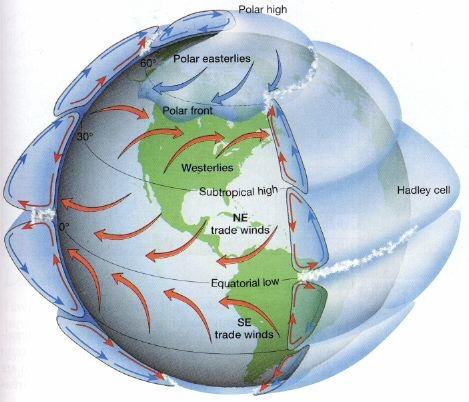 Polar high
60°
Polar easterlies
Polar front
30°
Westerlies
Subtropical high
Hadley cell
NE
trade winds
0°
Equatorial low
SE
trade winds